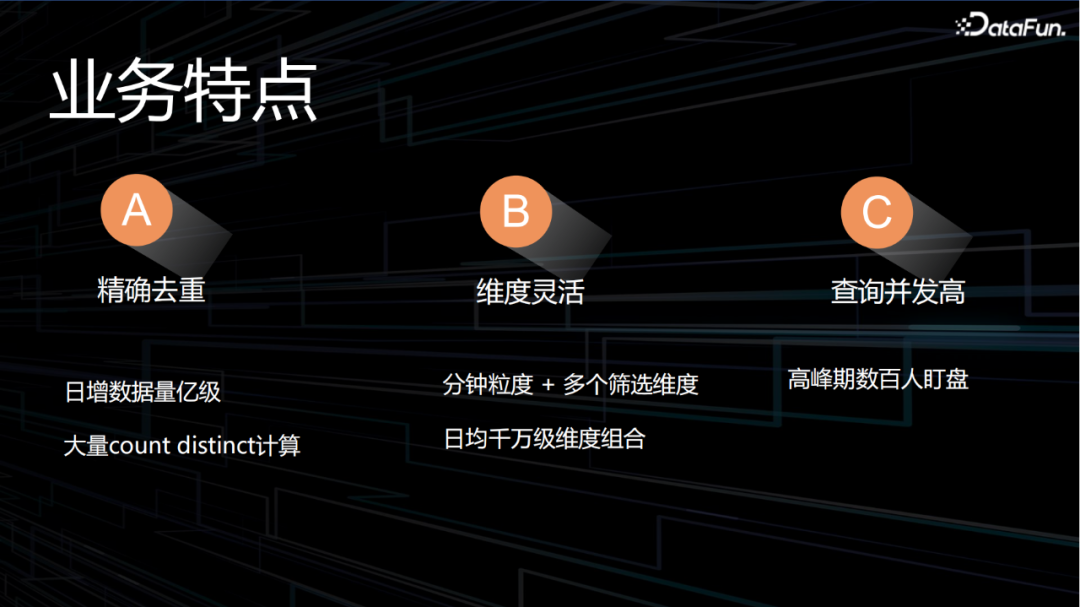 DataFun.
业务特点
A
精确去重
日增数据量亿级
大量count distinct计算
B
维度灵活
分钟粒度 + 多个筛选维度
日均千万级维度组合
C
查询并发高
高峰期数百人盯盘